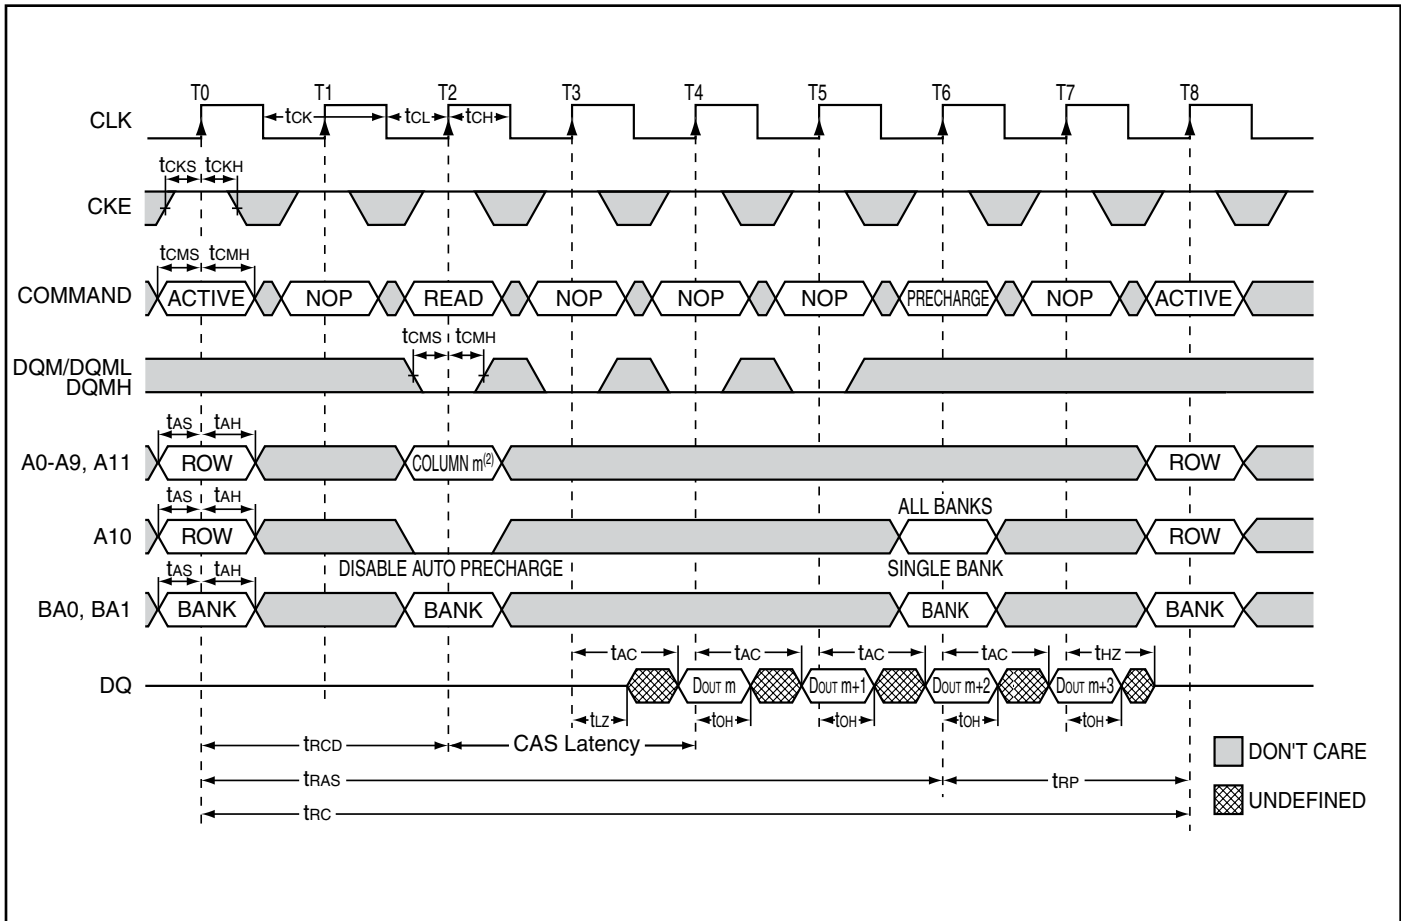 T0 T1 T2 T3 T4 T5 T6 T7 T8
CLK tCK tCL tCH
tCKS tCKH
CKE
tCMS tCMH
COMMAND ACTIVE NOP READ NOP NOP NOP PRECHARGE NOP ACTIVE
tCMS tCMH
DQM/DQML
DQMH
tAS tAH
A0-A9, A11 ROW COLUMN m(2) ROW
tAS tAH ALL BANKS
A10 ROW ROW
DISABLE AUTO PRECHARGE SINGLE BANK
tAS tAH
BA0, BA1 BANK BANK BANK BANK
tAC tAC tAC tAC tHZ
DQ DOUT m DOUT m+1 DOUT m+2 DOUT m+3
tLZ tOH tOH tOH tOH
tRCD CAS Latency
DON'T CARE
tRAS tRP
UNDEFINED
tRC